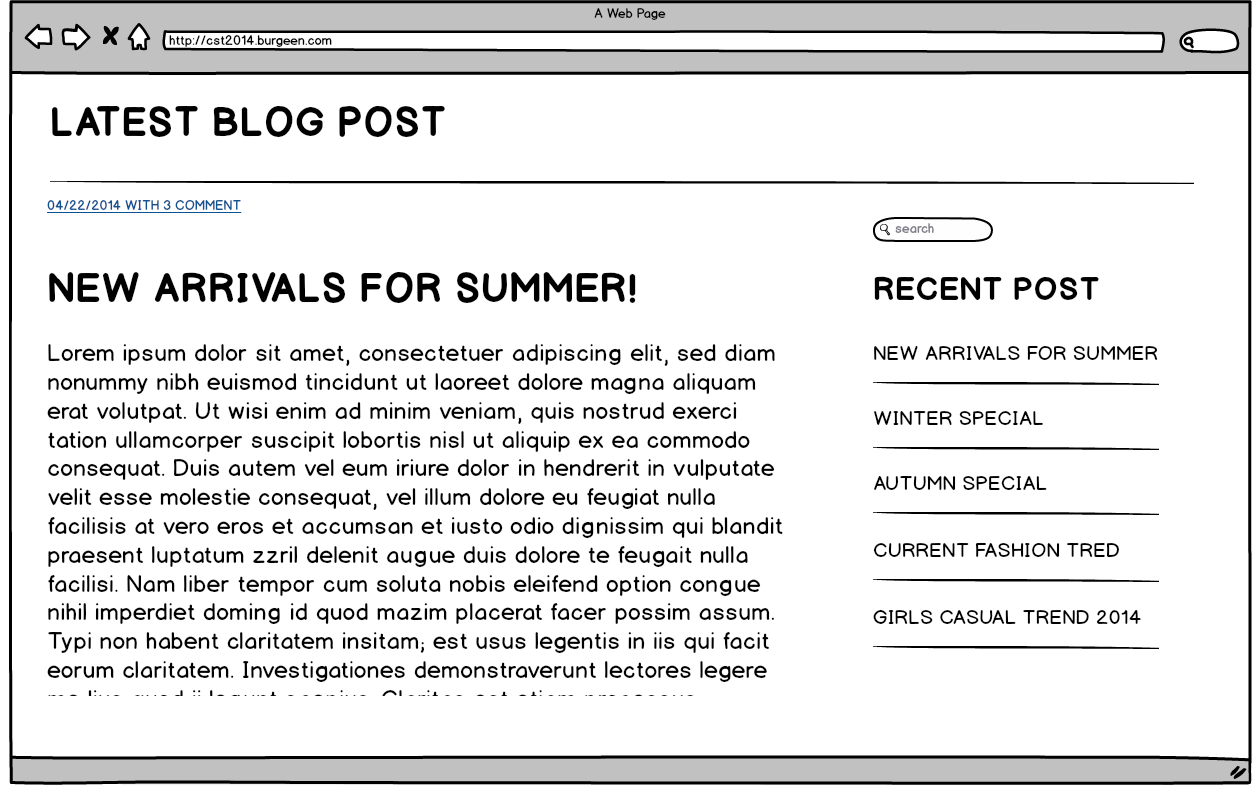 A Web Page
http://cst2014.burgeen.com
LATEST BLOG POST
04/22/2014 WITH 3 COMMENT
NEW ARRIVALS FOR SUMMER!
Lorem ipsum dolor sit amet, consectetuer adipiscing elit, sed diam
nonummy nibh euismod tincidunt ut laoreet dolore magna aliquam
erat volutpat. Ut wisi enim ad minim veniam, quis nostrud exerci
tation ullamcorper suscipit lobortis nisl ut aliquip ex ea commodo
consequat. Duis autem vel eum iriure dolor in hendrerit in vulputate
velit esse molestie consequat, vel illum dolore eu feugiat nulla
facilisis at vero eros et accumsan et iusto odio dignissim qui blandit
praesent luptatum zzril delenit augue duis dolore te feugait nulla
facilisi. Nam liber tempor cum soluta nobis eleifend option congue
nihil imperdiet doming id quod mazim placerat facer possim assum.
Typi non habent claritatem insitam; est usus legentis in iis qui facit
eorum claritatem. Investigationes demonstraverunt lectores legere
search
RECENT POST
NEW ARRIVALS FOR SUMMER
WINTER SPECIAL
AUTUMN SPECIAL
CURRENT FASHION TRED
GIRLS CASUAL TREND 2014